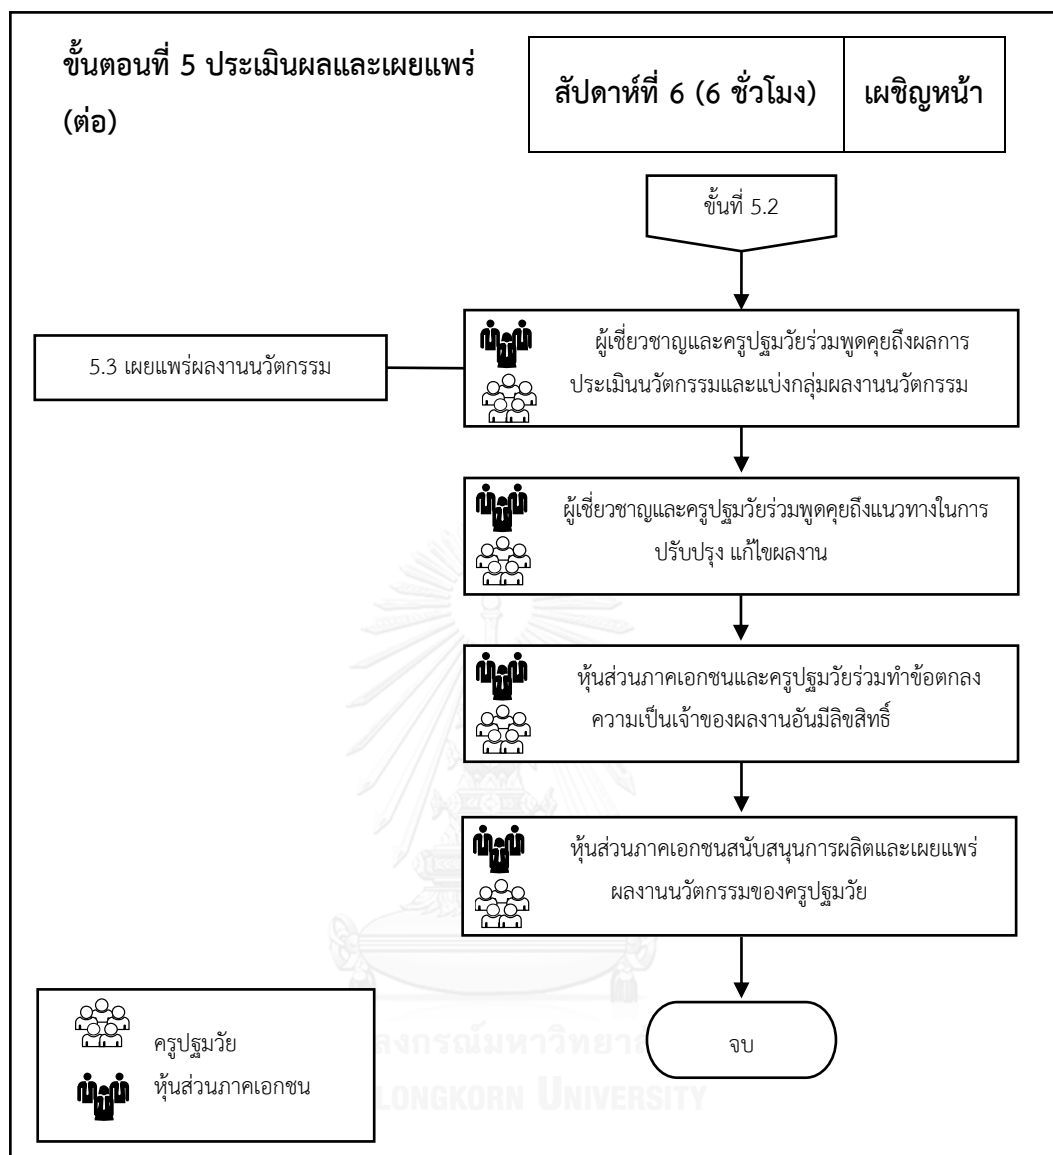 ขั้นตอนที่ 5 ประเมินผลและเผยแพร่
(ต่อ)
สัปดาห์ที่ 6 (6 ชั่วโมง)
เผชิญหน้า
ขั้นที่ 5.2
5.3 เผยแพร่ผลงานนวัตกรรม
ผู้เชี่ยวชาญและครูปฐมวัยร่วมพูดคุยถึงผลการ
ประเมินนวัตกรรมและแบ่งกลุ่มผลงานนวัตกรรม
ผู้เชี่ยวชาญและครูปฐมวัยร่วมพูดคุยถึงแนวทางในการ
ปรับปรุง แก้ไขผลงาน
หุ้นส่วนภาคเอกชนและครูปฐมวัยร่วมทำข้อตกลง
ความเป็นเจ้าของผลงานอันมีลิขสิทธิ์
หุ้นส่วนภาคเอกชนสนับสนุนการผลิตและเผยแพร่
ผลงานนวัตกรรมของครูปฐมวัย
จบ
ครูปฐมวัย
หุ้นส่วนภาคเอกชน
ลงกรณ์มหาวิทยา
LONGKORN UNIVERSITY